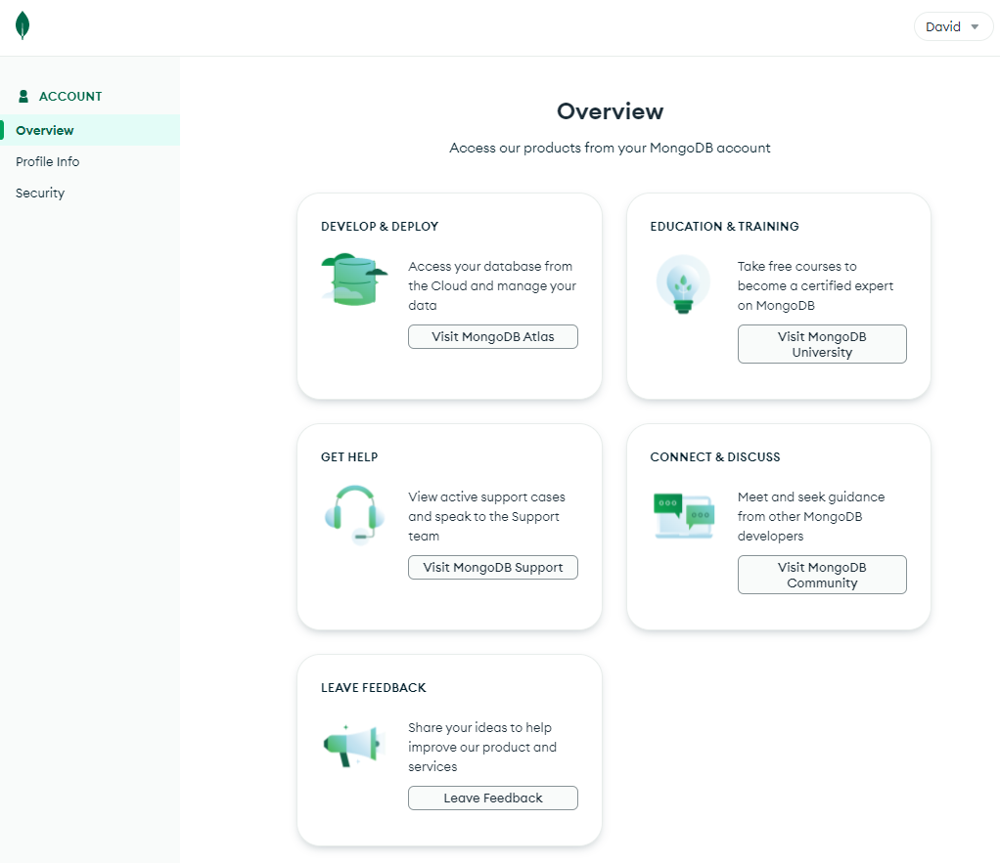 David
ACCOUNT
Overview
Profile Info
Security
Overview
Access our products from your MongoDB account
DEVELOP & DEPLOY
Access your database from
the Cloud and manage your
data
Visit MongoDB Atlas
EDUCATION & TRAINING
Take free courses to
become a certified expert
on MongoDB
Visit MongoDB
University
GET HELP
View active support cases
and speak to the Support
team
Visit MongoDB Support
CONNECT & DISCUSS
Meet and seek guidance
from other MongoDB
developers
Visit MongoDB
Community
LEAVE FEEDBACK
Share your ideas to help
improve our product and
services
Leave Feedback